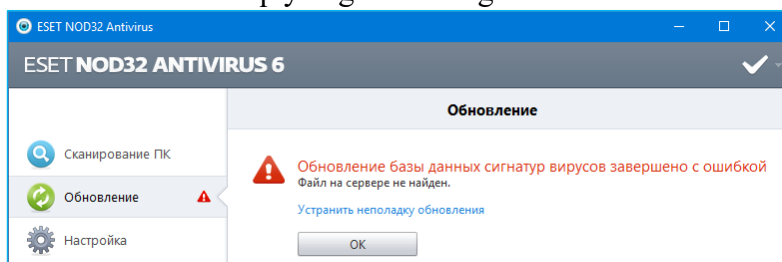 ESET NOD32 Antivirus
ESET NOD32 ANTIVIRUS 6
Обновление
Сканирование ПК
Обновление базы данных сигнатур вирусов завершено с ошибкой
Файл на сервере не найден.
Обновление
Устранить неполадку обновления
Настройка
ОК